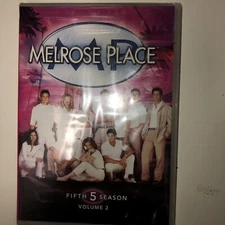 MP
MELROSE PLACE
FIFTH 5 SEASON
VOLUME 2